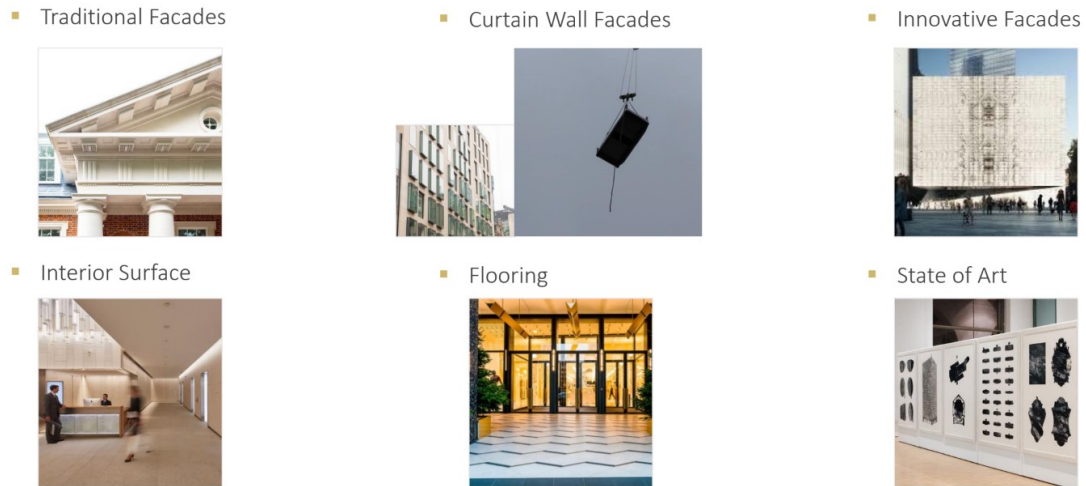 Traditional Facades
Curtain Wall Facades
Innovative Facades
Interior Surface
Flooring
State of Art